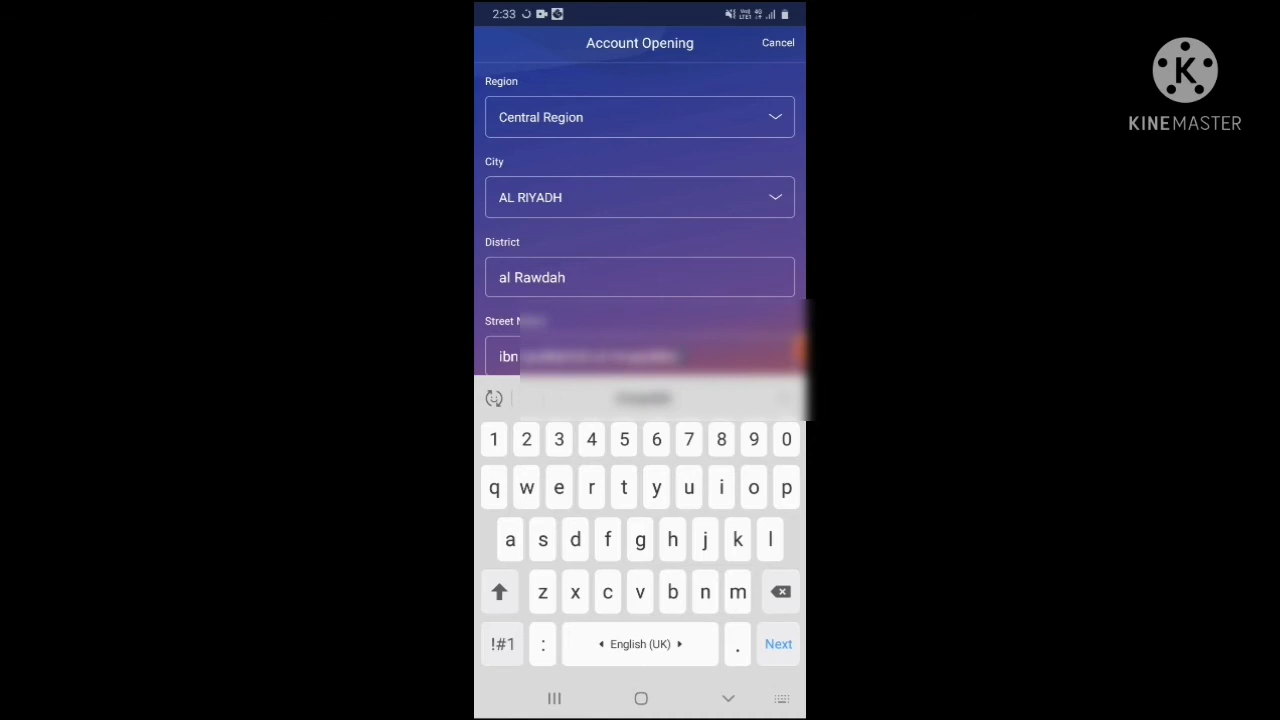 2:33
Account Opening
Cancel
Region
Central Region
City
AL RIYADH
District
al Rawdah
Street
ibn
1 2 3 4 5 6 7 8 9 0
q w e r t y u i o p
a s d f g h j k l
z x c v b n m
!#1 : English (UK) . Next
K
KINEMASTER